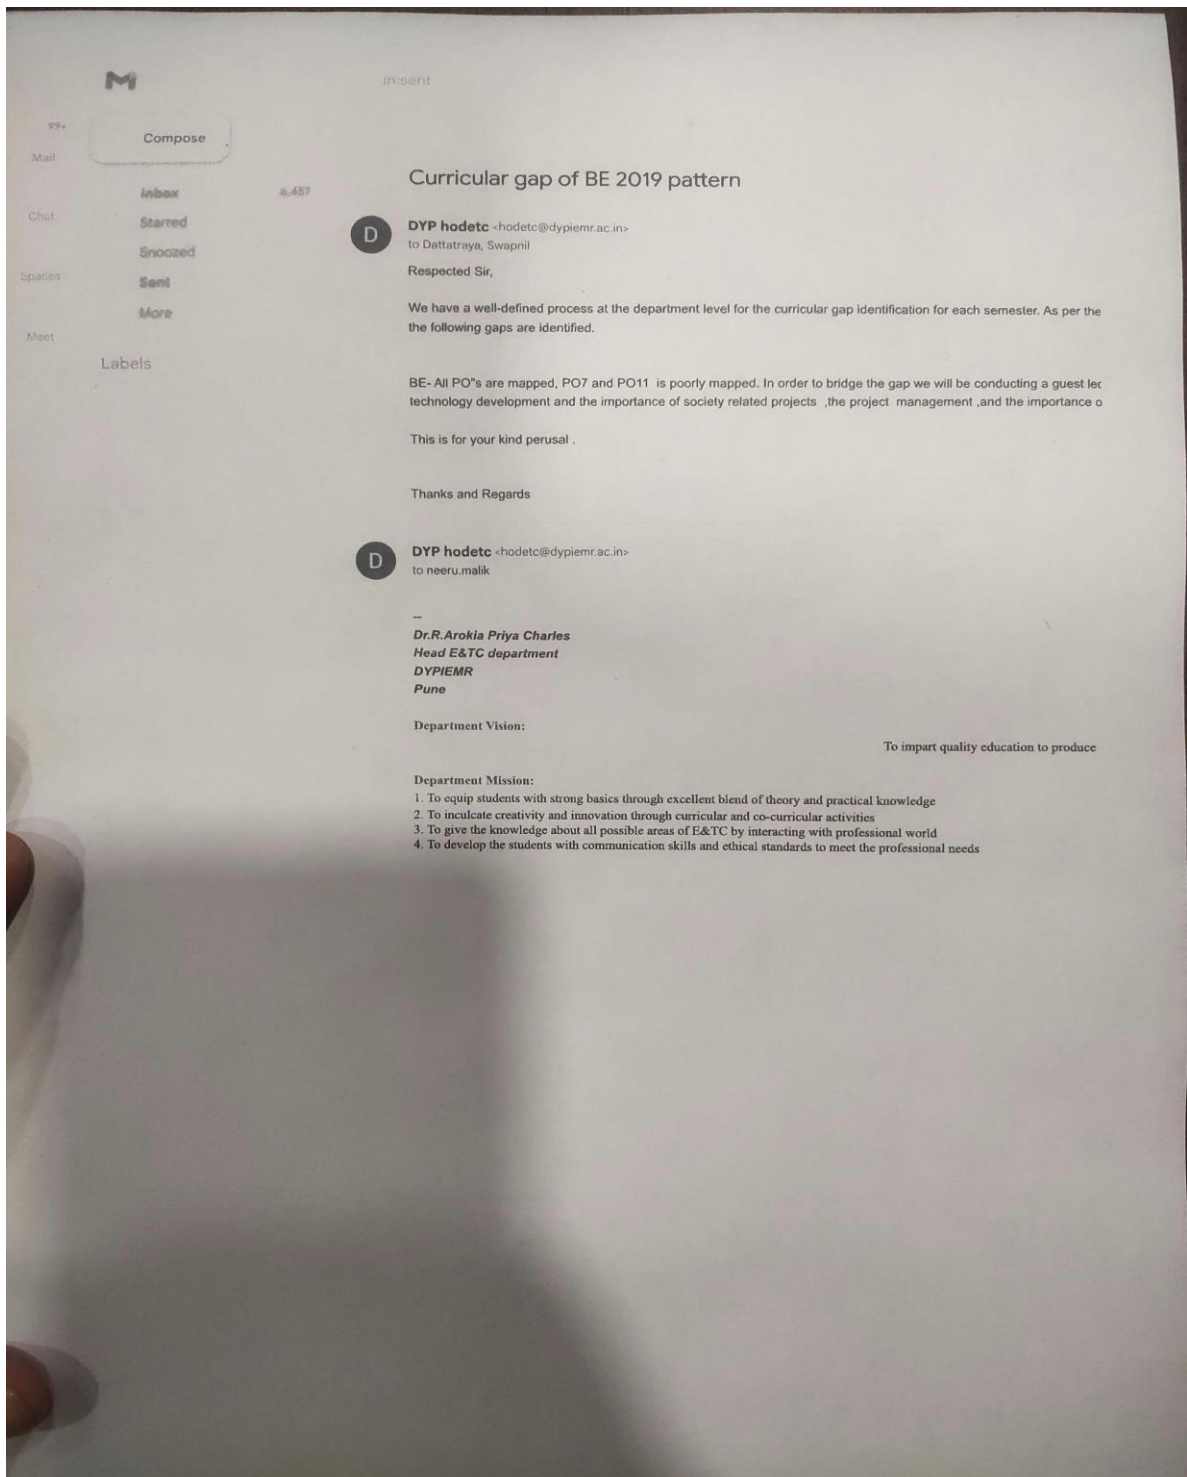 in:sent
99+
Compose
Mail
Curricular gap of BE 2019 pattern
Inbox 6,457
Chat
Starred
DYP hodetc <hodetc@dypiemr.ac.in>
D
to Dattatraya, Swapnil
Snoozed
Respected Sir,
Spaces
Sent
More
We have a well-defined process at the department level for the curricular gap identification for each semester. As per the
the following gaps are identified.
Meet
Labels
BE- All PO"s are mapped, PO7 and PO11 is poorly mapped. In order to bridge the gap we will be conducting a guest lec
technology development and the importance of society related projects ,the project management ,and the importance o
This is for your kind perusal .
Thanks and Regards
DYP hodetc <hodetc@dypiemr.ac.in>
D
to neeru.malik
--
Dr.R.Arokia Priya Charles
Head E&TC department
DYPIEMR
Pune
Department Vision:
To impart quality education to produce
Department Mission:
1. To equip students with strong basics through excellent blend of theory and practical knowledge
2. To inculcate creativity and innovation through curricular and co-curricular activities
3. To give the knowledge about all possible areas of E&TC by interacting with professional world
4. To develop the students with communication skills and ethical standards to meet the professional needs